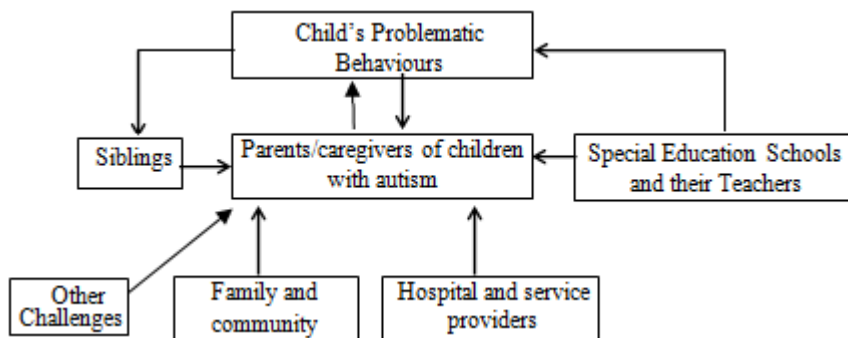 Child’s Problematic
Behaviours
Siblings
Parents/caregivers of children
with autism
Special Education Schools
and their Teachers
Other
Challenges
Family and
community
Hospital and service
providers